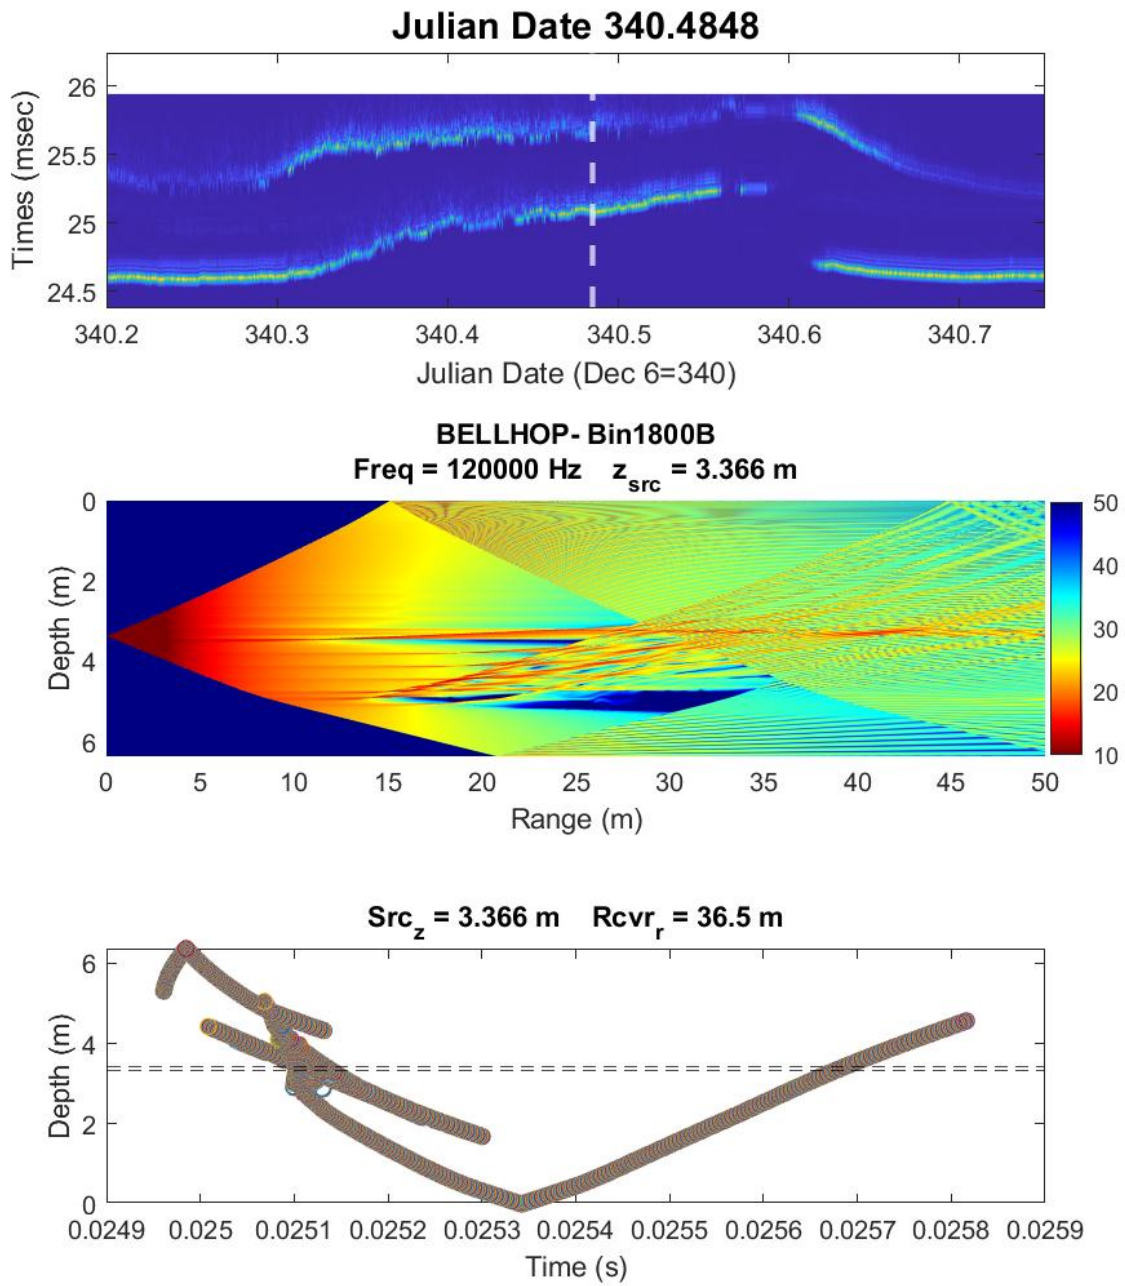 Julian Date 340.4848
Times (msec)
26
25.5
25
24.5
340.2 340.3 340.4 340.5 340.6 340.7
Julian Date (Dec 6=340)
BELLHOP- Bin1800B
Freq = 120000 Hz z_src = 3.366 m
Depth (m)
0
2
4
6
50
40
30
20
10
0 5 10 15 20 25 30 35 40 45 50
Range (m)
Src_z = 3.366 m Rcvr_r = 36.5 m
Depth (m)
6
4
2
0
0.0249 0.025 0.0251 0.0252 0.0253 0.0254 0.0255 0.0256 0.0257 0.0258 0.0259
Time (s)